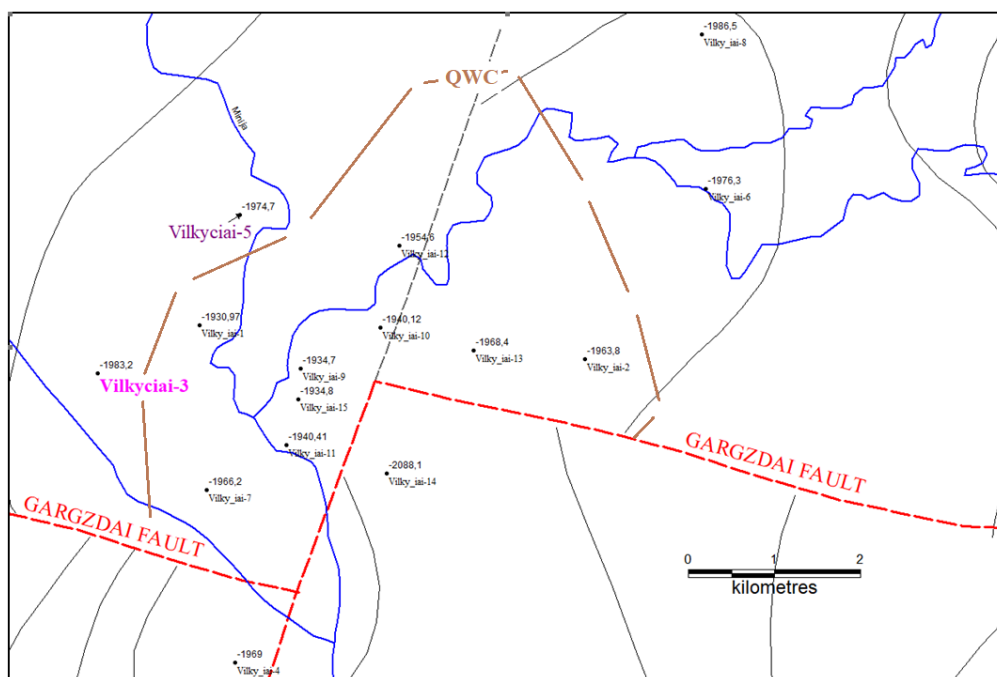 -1986,5
Vilky_iai-8
QWC
Minija
-1976,3
Vilky_iai-6
-1974,7
Vilkyciai-5
-1954,6
Vilky_iai-12
-1930,97
Vilky_iai-1
-1940,12
Vilky_iai-10
-1968,4
Vilky_iai-13
-1963,8
Vilky_iai-2
-1983,2
Vilkyciai-3
-1934,7
Vilky_iai-9
-1934,8
Vilky_iai-15
-1940,41
Vilky_iai-11
-1966,2
Vilky_iai-7
-2088,1
Vilky_iai-14
GARGZDAI FAULT
GARGZDAI FAULT
0 1 2
kilometres
-1969
Vilky_iai-4